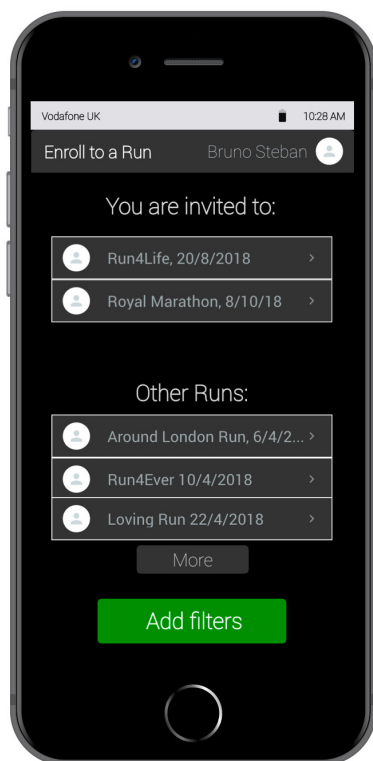 Vodafone UK 10:28 AM
Enroll to a Run Bruno Steban
You are invited to:
Run4Life, 20/8/2018
Royal Marathon, 8/10/18
Other Runs:
Around London Run, 6/4/2...
Run4Ever 10/4/2018
Loving Run 22/4/2018
More
Add filters